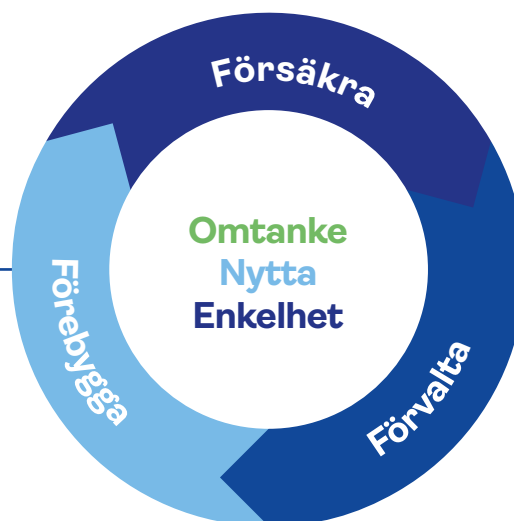 Försäkra
Omtanke
Nytta
Enkelhet
Förebygga
Förvalta